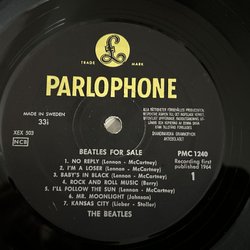 TRADE MARK
PARLOPHONE
MADE IN SWEDEN
33⅓
XEX 503
NCB
PMC 1240
Recording first
published 1964
1
BEATLES FOR SALE
1. NO REPLY (Lennon - McCartney)
2. I'M A LOSER (Lennon - McCartney)
3. BABY'S IN BLACK (Lennon - McCartney)
4. ROCK AND ROLL MUSIC (Berry)
5. I'LL FOLLOW THE SUN (Lennon - McCartney)
6. MR. MOONLIGHT (Johnson)
7. KANSAS CITY (Lieber - Stoller)
THE BEATLES